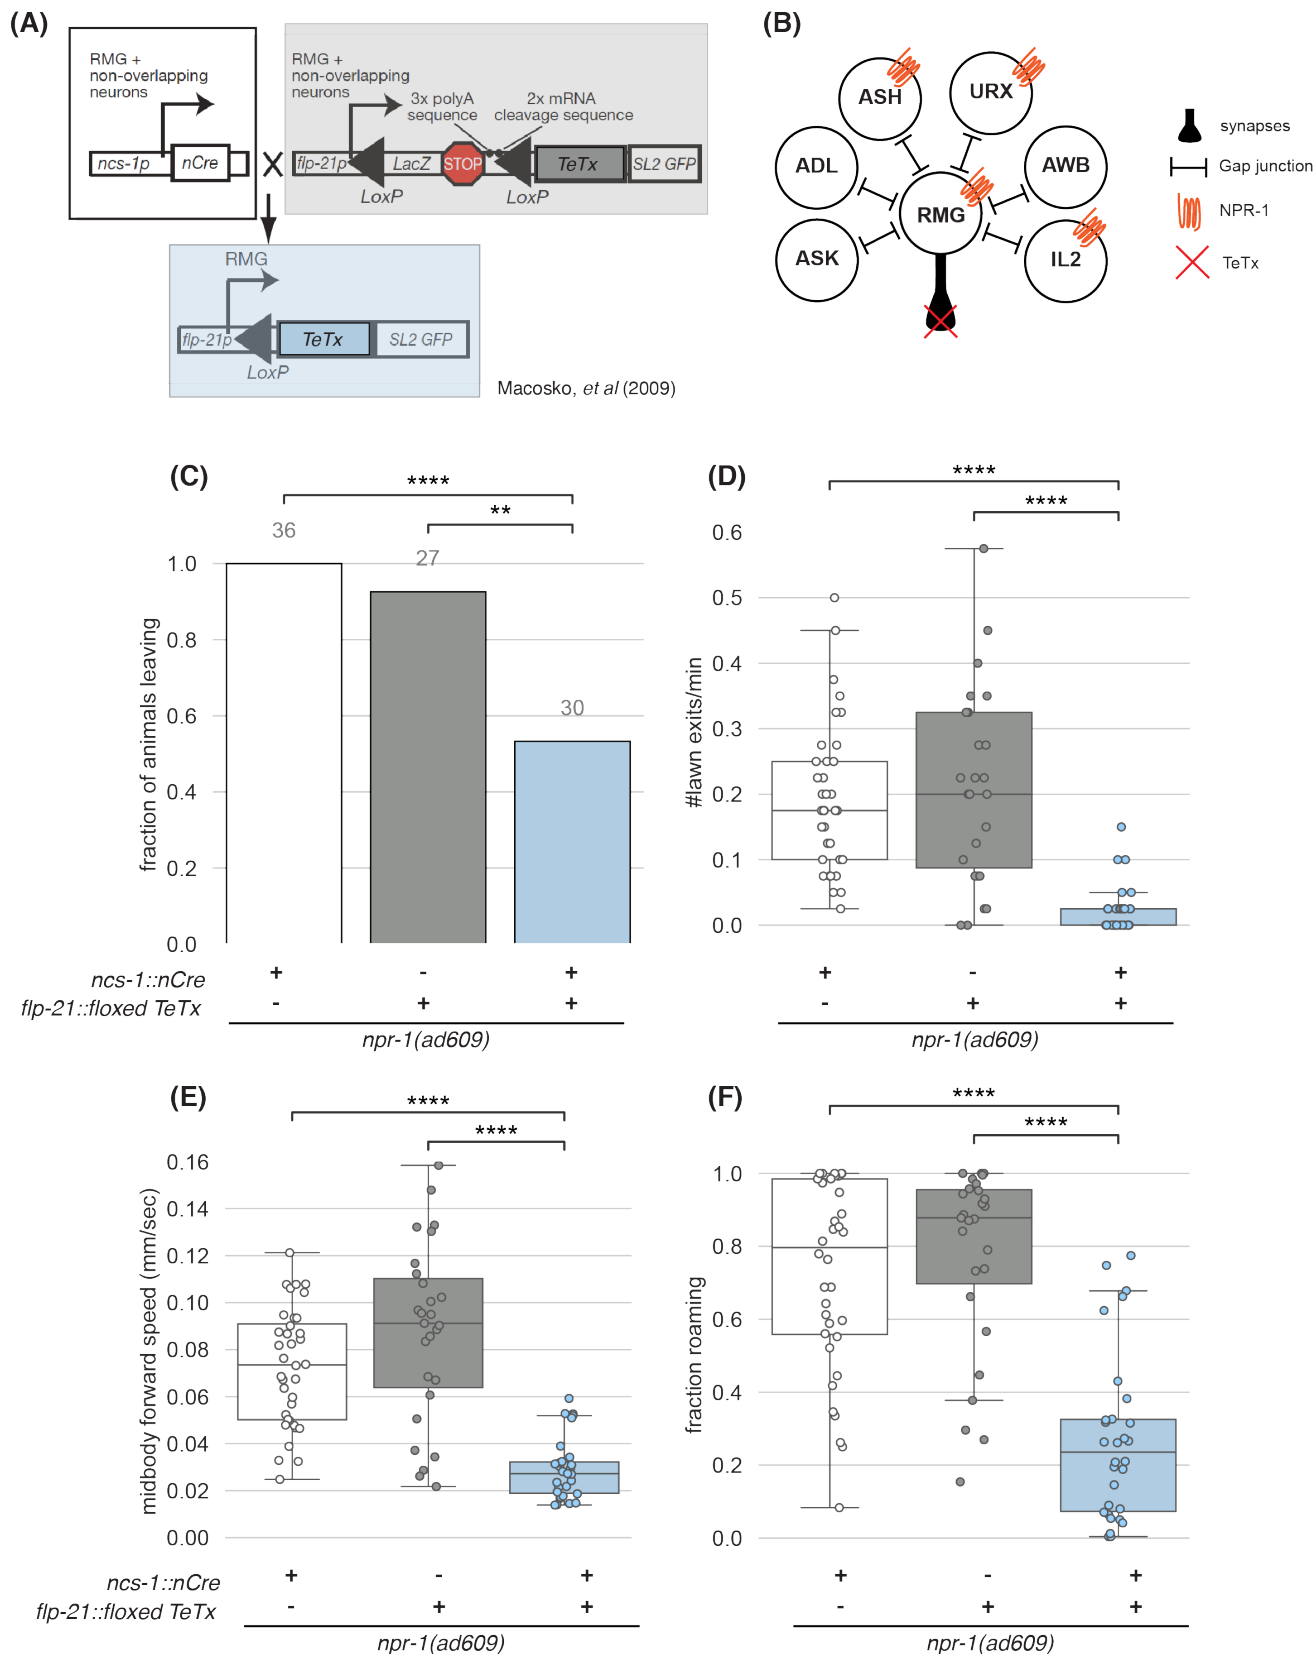 (A)
RMG +
non-overlapping
neurons
ncs-1p
nCre
RMG +
non-overlapping
neurons
3x polyA
sequence
2x mRNA
cleavage sequence
flp-21p
LacZ
STOP
TeTx
SL2 GFP
LoxP
LoxP
RMG
flp-21p
TeTx
SL2 GFP
LoxP
Macosko, et al (2009)
(B)
ASH
URX
ADL
AWB
RMG
ASK
IL2
synapses
Gap junction
NPR-1
TeTx
(C)
****
**
36
27
30
fraction of animals leaving
1.0
0.8
0.6
0.4
0.2
0.0
ncs-1::nCre + - +
flp-21::floxed TeTx - + +
npr-1(ad609)
(D)
****
****
#lawn exits/min
0.6
0.5
0.4
0.3
0.2
0.1
0.0
+ - +
- + +
npr-1(ad609)
(E)
****
****
midbody forward speed (mm/sec)
0.16
0.14
0.12
0.10
0.08
0.06
0.04
0.02
0.00
ncs-1::nCre + - +
flp-21::floxed TeTx - + +
npr-1(ad609)
(F)
****
****
fraction roaming
1.0
0.8
0.6
0.4
0.2
0.0
+ - +
- + +
npr-1(ad609)